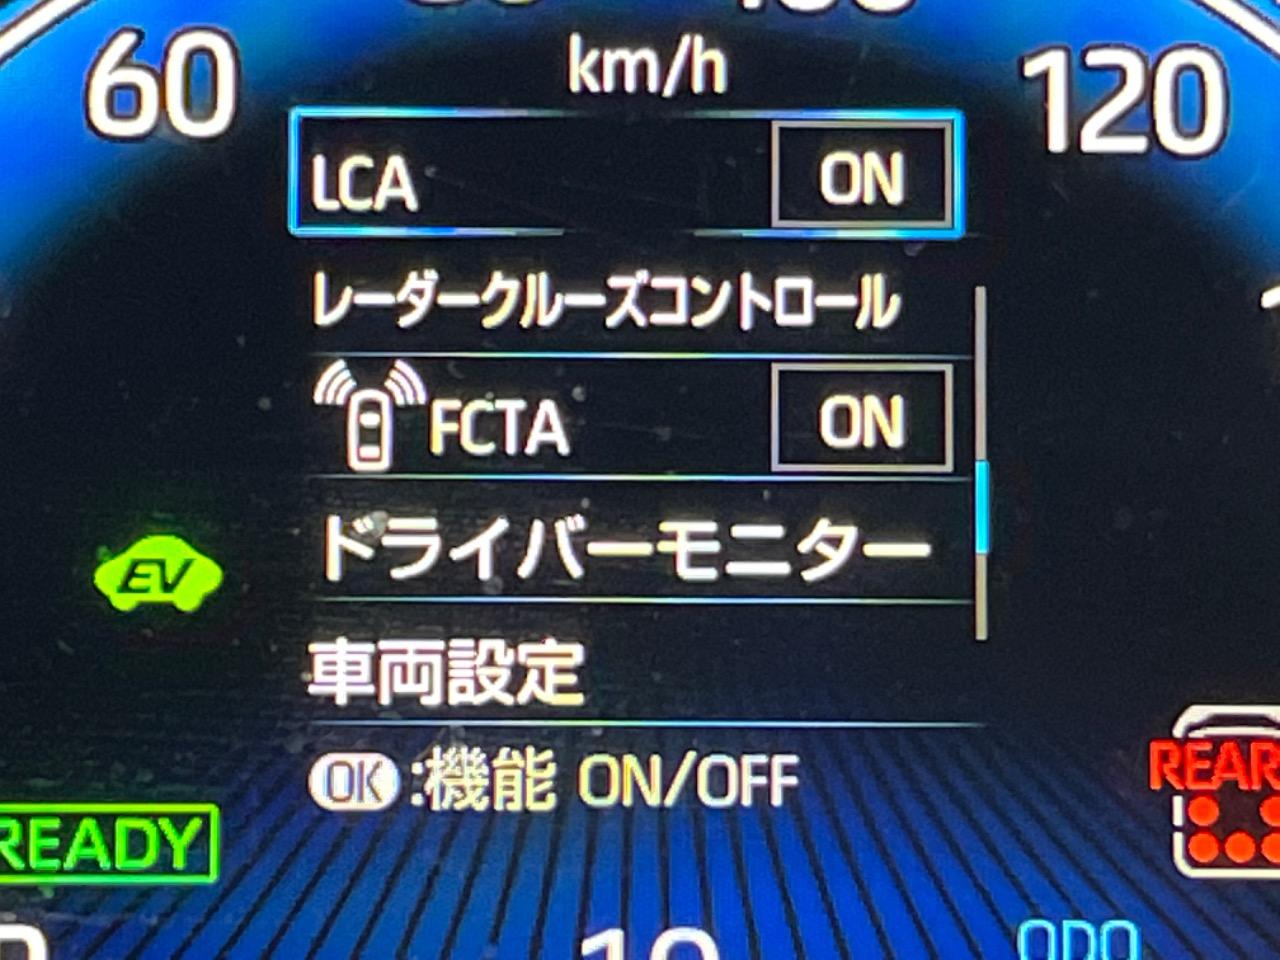 60
km/h
120
LCA ON
レーダークルーズコントロール
FCTA ON
ドライバーモニター
EV
車両設定
REAR
OK:機能 ON/OFF
READY
ODO